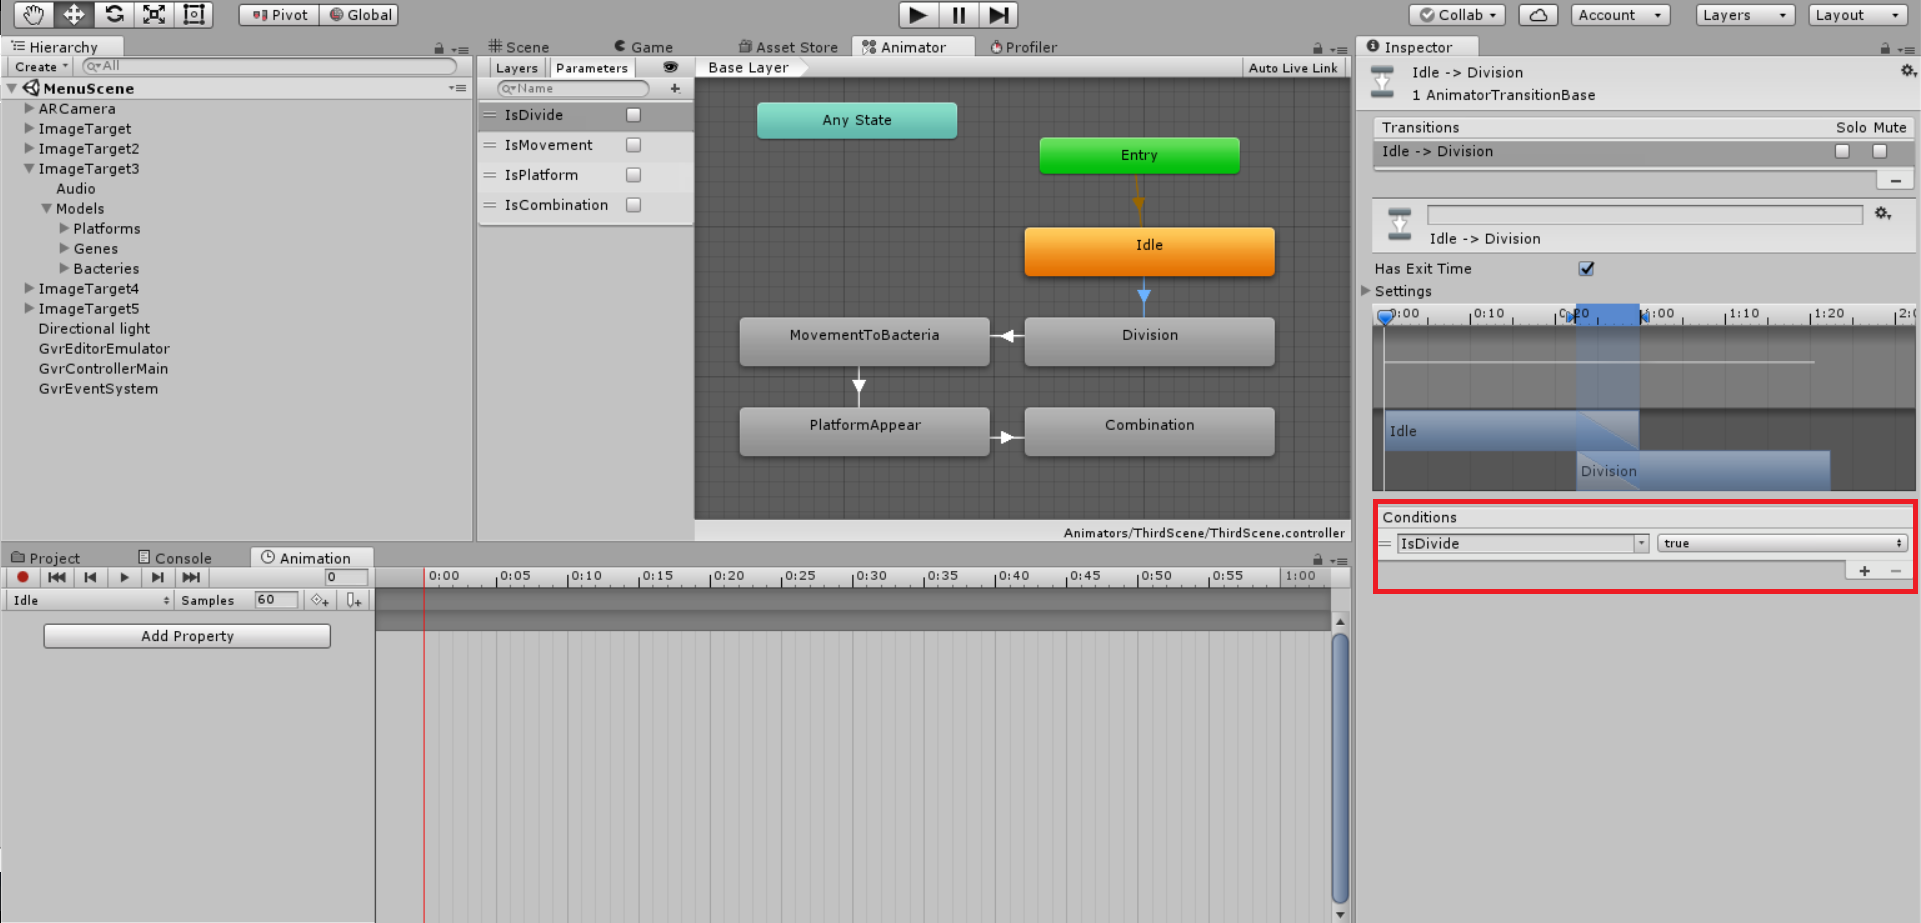 Pivot Global Collab Account Layers Layout
Hierarchy
Create All
MenuScene
ARCamera
ImageTarget
ImageTarget2
ImageTarget3
Audio
Models
Platforms
Genes
Bacteries
ImageTarget4
ImageTarget5
Directional light
GvrEditorEmulator
GvrControllerMain
GvrEventSystem
Scene Game Asset Store Animator Profiler
Layers Parameters
Name
IsDivide
IsMovement
IsPlatform
IsCombination
Base Layer Auto Live Link
Any State
Entry
Idle
MovementToBacteria Division
PlatformAppear Combination
Animators/ThirdScene/ThirdScene.controller
Inspector
Idle -> Division
1 AnimatorTransitionBase
Transitions Solo Mute
Idle -> Division
Idle -> Division
Has Exit Time
Settings
0:00 0:10 0:20 1:00 1:10 1:20
Idle
Division
Conditions
IsDivide true
Project Console Animation
0 0:00 0:05 0:10 0:15 0:20 0:25 0:30 0:35 0:40 0:45 0:50 0:55 1:00
Idle Samples 60
Add Property